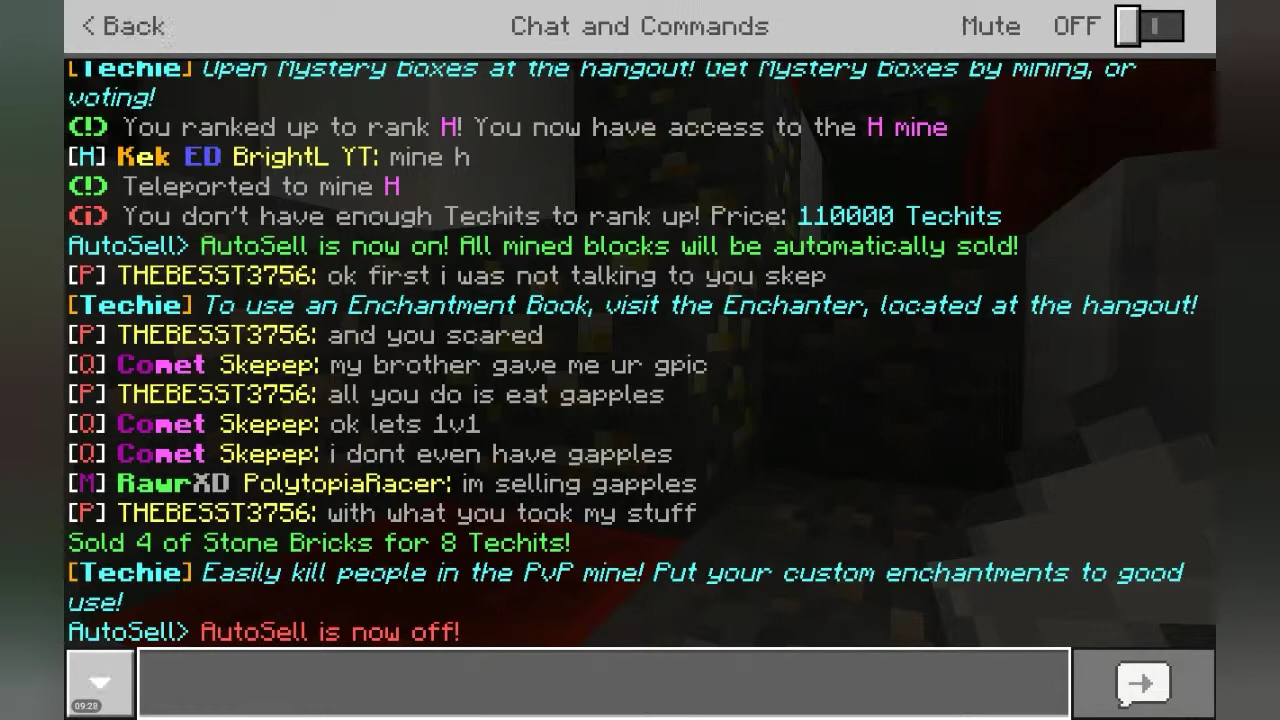 < Back
Chat and Commands
Mute OFF
[Techie] Open Mystery Boxes at the hangout! Get Mystery Boxes by mining, or
voting!
(!) You ranked up to rank H! You now have access to the H mine
[H] Kek ED BrightL YT: mine h
(!) Teleported to mine H
(i) You don't have enough Techits to rank up! Price: 110000 Techits
AutoSell> AutoSell is now on! All mined blocks will be automatically sold!
[P] THEBESST3756: ok first i was not talking to you skep
[Techie] To use an Enchantment Book, visit the Enchanter, located at the hangout!
[P] THEBESST3756: and you scared
[Q] Comet Skepep: my brother gave me ur gpic
[P] THEBESST3756: all you do is eat gapples
[Q] Comet Skepep: ok lets 1v1
[Q] Comet Skepep: i dont even have gapples
[M] RawrXD PolytopiaRacer: im selling gapples
[P] THEBESST3756: with what you took my stuff
Sold 4 of Stone Bricks for 8 Techits!
[Techie] Easily kill people in the PvP mine! Put your custom enchantments to good
use!
AutoSell> AutoSell is now off!
09:28